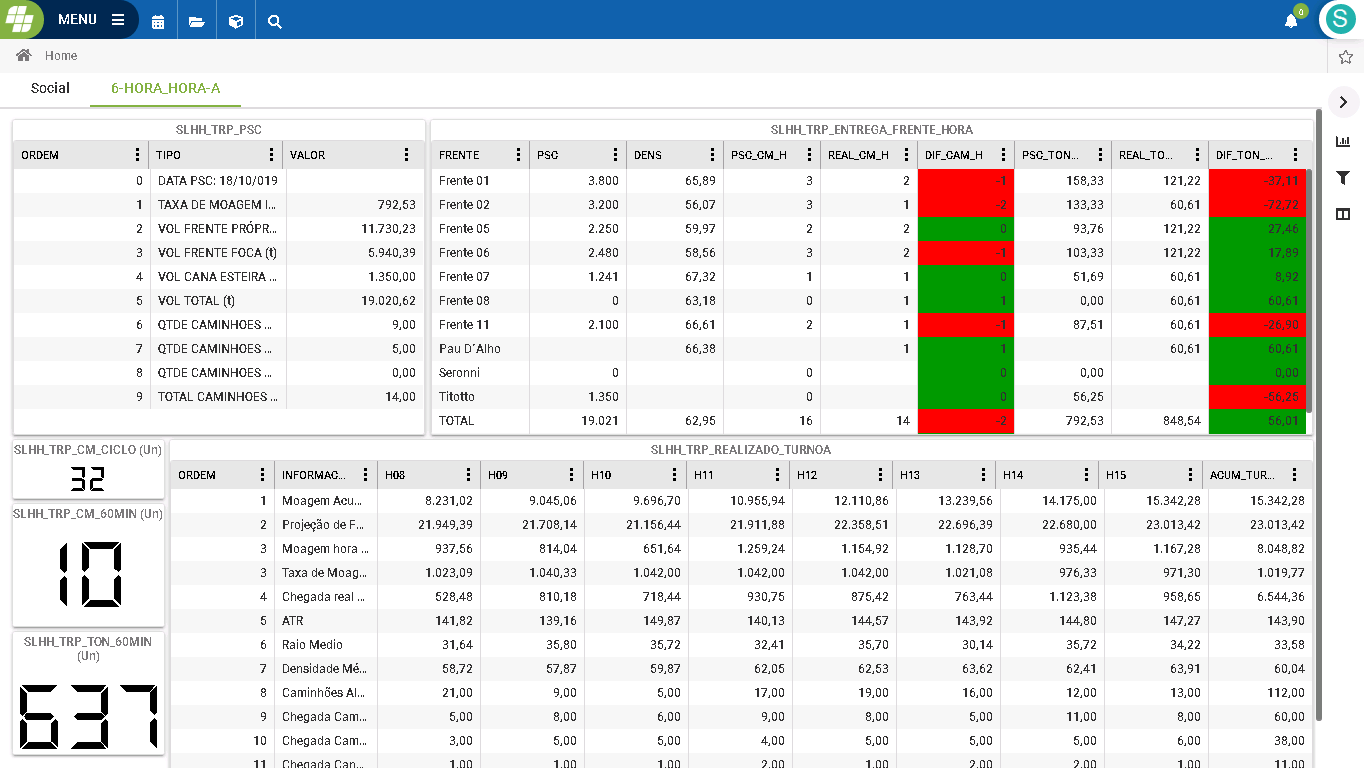 MENU
0
S
Home
Social 6-HORA_HORA-A
SLHH_TRP_PSC
ORDEM TIPO VALOR
0 DATA PSC: 18/10/019
1 TAXA DE MOAGEM I... 792,53
2 VOL FRENTE PRÓPR... 11.730,23
3 VOL FRENTE FOCA (t) 5.940,39
4 VOL CANA ESTEIRA ... 1.350,00
5 VOL TOTAL (t) 19.020,62
6 QTDE CAMINHOES ... 9,00
7 QTDE CAMINHOES ... 5,00
8 QTDE CAMINHOES ... 0,00
9 TOTAL CAMINHOES ... 14,00
SLHH_TRP_ENTREGA_FRENTE_HORA
FRENTE PSC DENS PSC_CM_H REAL_CM_H DIF_CAM_H PSC_TON... REAL_TO... DIF_TON_...
Frente 01 3.800 65,89 3 2 -1 158,33 121,22 -37,11
Frente 02 3.200 56,07 3 1 -2 133,33 60,61 -72,72
Frente 05 2.250 59,97 2 2 0 93,76 121,22 27,46
Frente 06 2.480 58,56 3 2 -1 103,33 121,22 17,89
Frente 07 1.241 67,32 1 1 0 51,69 60,61 8,92
Frente 08 0 63,18 0 1 1 0,00 60,61 60,61
Frente 11 2.100 66,61 2 1 -1 87,51 60,61 -26,90
Pau D´Alho 66,38 1 1 60,61 60,61
Seronni 0 0 0 0,00 0,00
Titotto 1.350 0 0 56,25 -56,25
TOTAL 19.021 62,95 16 14 -2 792,53 848,54 56,01
SLHH_TRP_CM_CICLO (Un)
32
SLHH_TRP_CM_60MIN (Un)
10
SLHH_TRP_TON_60MIN
(Un)
637
SLHH_TRP_REALIZADO_TURNOA
ORDEM INFORMAC... H08 H09 H10 H11 H12 H13 H14 H15 ACUM_TUR...
1 Moagem Acu... 8.231,02 9.045,06 9.696,70 10.955,94 12.110,86 13.239,56 14.175,00 15.342,28 15.342,28
2 Projeção de F... 21.949,39 21.708,14 21.156,44 21.911,88 22.358,51 22.696,39 22.680,00 23.013,42 23.013,42
3 Moagem hora ... 937,56 814,04 651,64 1.259,24 1.154,92 1.128,70 935,44 1.167,28 8.048,82
3 Taxa de Moag... 1.023,09 1.040,33 1.042,00 1.042,00 1.042,00 1.021,08 976,33 971,30 1.019,77
4 Chegada real ... 528,48 810,18 718,44 930,75 875,42 763,44 1.123,38 958,65 6.544,36
5 ATR 141,82 139,16 149,87 140,13 144,57 143,92 144,80 147,27 143,90
6 Raio Medio 31,64 35,80 35,72 32,41 35,70 30,14 35,72 34,22 33,58
7 Densidade Mé... 58,72 57,87 59,87 62,05 62,53 63,62 62,41 63,91 60,04
8 Caminhões Al... 21,00 9,00 5,00 17,00 19,00 16,00 12,00 13,00 112,00
9 Chegada Cam... 5,00 8,00 6,00 9,00 8,00 5,00 11,00 8,00 60,00
10 Chegada Cam... 3,00 5,00 5,00 4,00 5,00 5,00 5,00 6,00 38,00
11 Chegada Can... 1,00 1,00 1,00 2,00 1,00 2,00 2,00 1,00 11,00